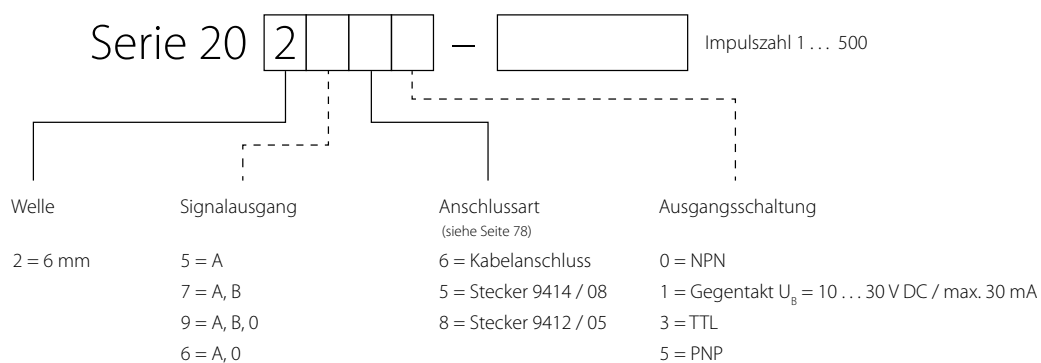 Serie 20 2 – Impulszahl 1 … 500
Welle Signalausgang Anschlussart Ausgangsschaltung
(siehe Seite 78)
2 = 6 mm 5 = A 6 = Kabelanschluss 0 = NPN
7 = A, B 5 = Stecker 9414 / 08 1 = Gegentakt U_B = 10 … 30 V DC / max. 30 mA
9 = A, B, 0 8 = Stecker 9412 / 05 3 = TTL
6 = A, 0 5 = PNP